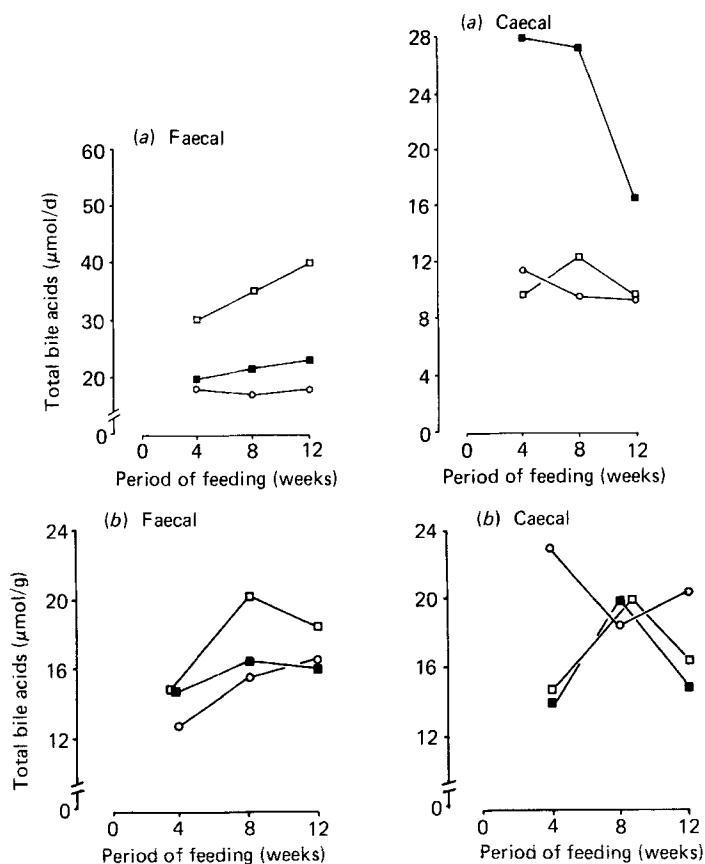 (a) Faecal
Total bile acids (μmol/d)
60
50
40
30
20
0
0 4 8 12
Period of feeding (weeks)
(a) Caecal
28
24
20
16
12
8
4
0
0 4 8 12
Period of feeding (weeks)
(b) Faecal
Total bile acids (μmol/g)
24
20
16
12
0
0 4 8 12
Period of feeding (weeks)
(b) Caecal
24
20
16
12
0
0 4 8 12
Period of feeding (weeks)